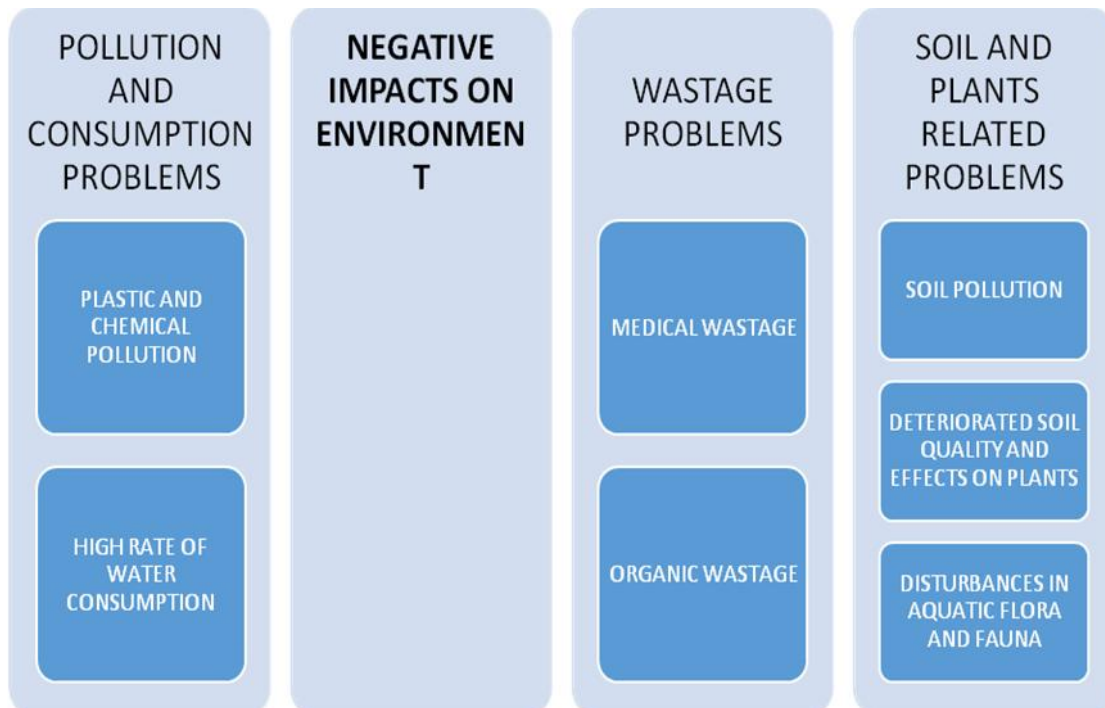 POLLUTION
AND
CONSUMPTION
PROBLEMS
PLASTIC AND
CHEMICAL
POLLUTION
HIGH RATE OF
WATER
CONSUMPTION
NEGATIVE
IMPACTS ON
ENVIRONMEN
T
WASTAGE
PROBLEMS
MEDICAL WASTAGE
ORGANIC WASTAGE
SOIL AND
PLANTS
RELATED
PROBLEMS
SOIL POLLUTION
DETERIORATED SOIL
QUALITY AND
EFFECTS ON PLANTS
DISTURBANCES IN
AQUATIC FLORA
AND FAUNA